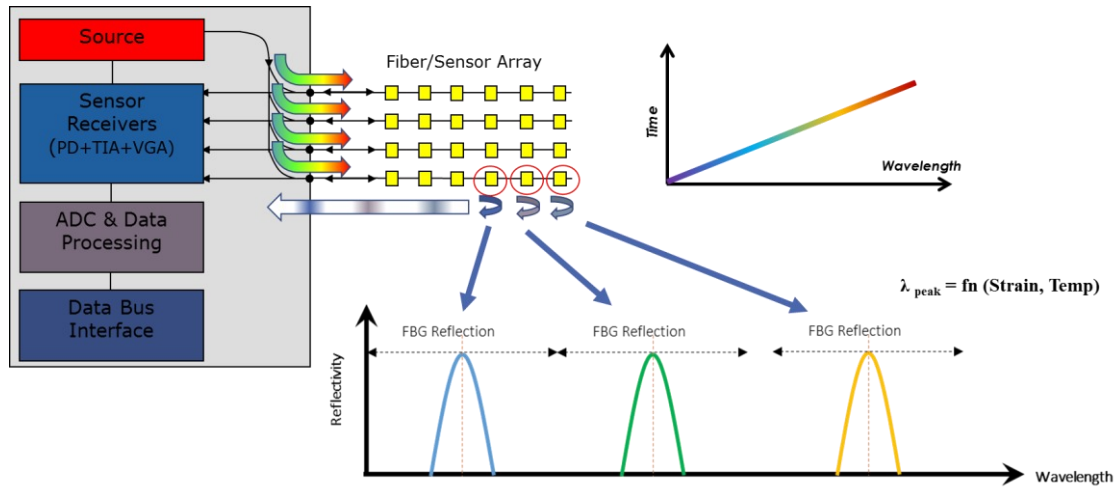 Source
Sensor
Receivers
(PD+TIA+VGA)
ADC & Data
Processing
Data Bus
Interface
Fiber/Sensor Array
Time
Wavelength
λ peak = fn (Strain, Temp)
FBG Reflection
FBG Reflection
FBG Reflection
Reflectivity
Wavelength